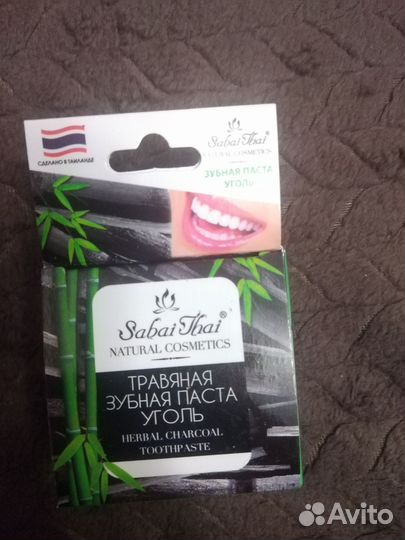 СДЕЛАНО В ТАИЛАНДЕ
Sabai Thai®
NATURAL COSMETICS
ЗУБНАЯ ПАСТА
УГОЛЬ
Sabai Thai®
NATURAL COSMETICS
ТРАВЯНАЯ
ЗУБНАЯ ПАСТА
УГОЛЬ
HERBAL CHARCOAL
TOOTHPASTE
Avito